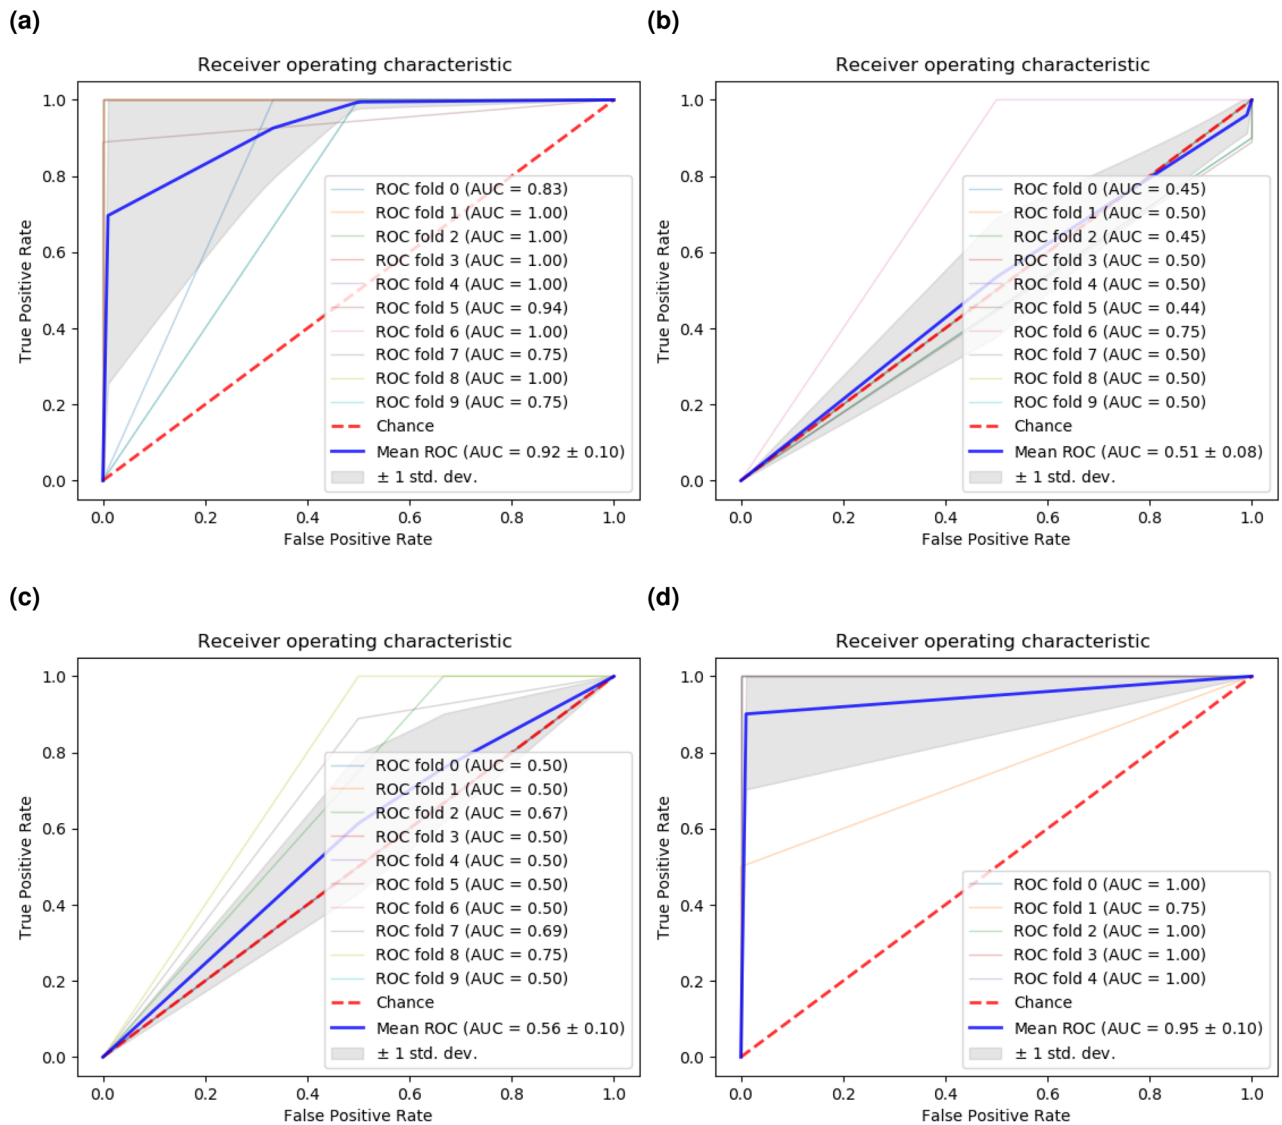 (a)
Receiver operating characteristic
True Positive Rate
1.0
0.8
0.6
0.4
0.2
0.0
ROC fold 0 (AUC = 0.83)
ROC fold 1 (AUC = 1.00)
ROC fold 2 (AUC = 1.00)
ROC fold 3 (AUC = 1.00)
ROC fold 4 (AUC = 1.00)
ROC fold 5 (AUC = 0.94)
ROC fold 6 (AUC = 1.00)
ROC fold 7 (AUC = 0.75)
ROC fold 8 (AUC = 1.00)
ROC fold 9 (AUC = 0.75)
Chance
Mean ROC (AUC = 0.92 ± 0.10)
± 1 std. dev.
0.0 0.2 0.4 0.6 0.8 1.0
False Positive Rate
(b)
Receiver operating characteristic
True Positive Rate
1.0
0.8
0.6
0.4
0.2
0.0
ROC fold 0 (AUC = 0.45)
ROC fold 1 (AUC = 0.50)
ROC fold 2 (AUC = 0.45)
ROC fold 3 (AUC = 0.50)
ROC fold 4 (AUC = 0.50)
ROC fold 5 (AUC = 0.44)
ROC fold 6 (AUC = 0.75)
ROC fold 7 (AUC = 0.50)
ROC fold 8 (AUC = 0.50)
ROC fold 9 (AUC = 0.50)
Chance
Mean ROC (AUC = 0.51 ± 0.08)
± 1 std. dev.
0.0 0.2 0.4 0.6 0.8 1.0
False Positive Rate
(c)
Receiver operating characteristic
True Positive Rate
1.0
0.8
0.6
0.4
0.2
0.0
ROC fold 0 (AUC = 0.50)
ROC fold 1 (AUC = 0.50)
ROC fold 2 (AUC = 0.67)
ROC fold 3 (AUC = 0.50)
ROC fold 4 (AUC = 0.50)
ROC fold 5 (AUC = 0.50)
ROC fold 6 (AUC = 0.50)
ROC fold 7 (AUC = 0.69)
ROC fold 8 (AUC = 0.75)
ROC fold 9 (AUC = 0.50)
Chance
Mean ROC (AUC = 0.56 ± 0.10)
± 1 std. dev.
0.0 0.2 0.4 0.6 0.8 1.0
False Positive Rate
(d)
Receiver operating characteristic
True Positive Rate
1.0
0.8
0.6
0.4
0.2
0.0
ROC fold 0 (AUC = 1.00)
ROC fold 1 (AUC = 0.75)
ROC fold 2 (AUC = 1.00)
ROC fold 3 (AUC = 1.00)
ROC fold 4 (AUC = 1.00)
Chance
Mean ROC (AUC = 0.95 ± 0.10)
± 1 std. dev.
0.0 0.2 0.4 0.6 0.8 1.0
False Positive Rate